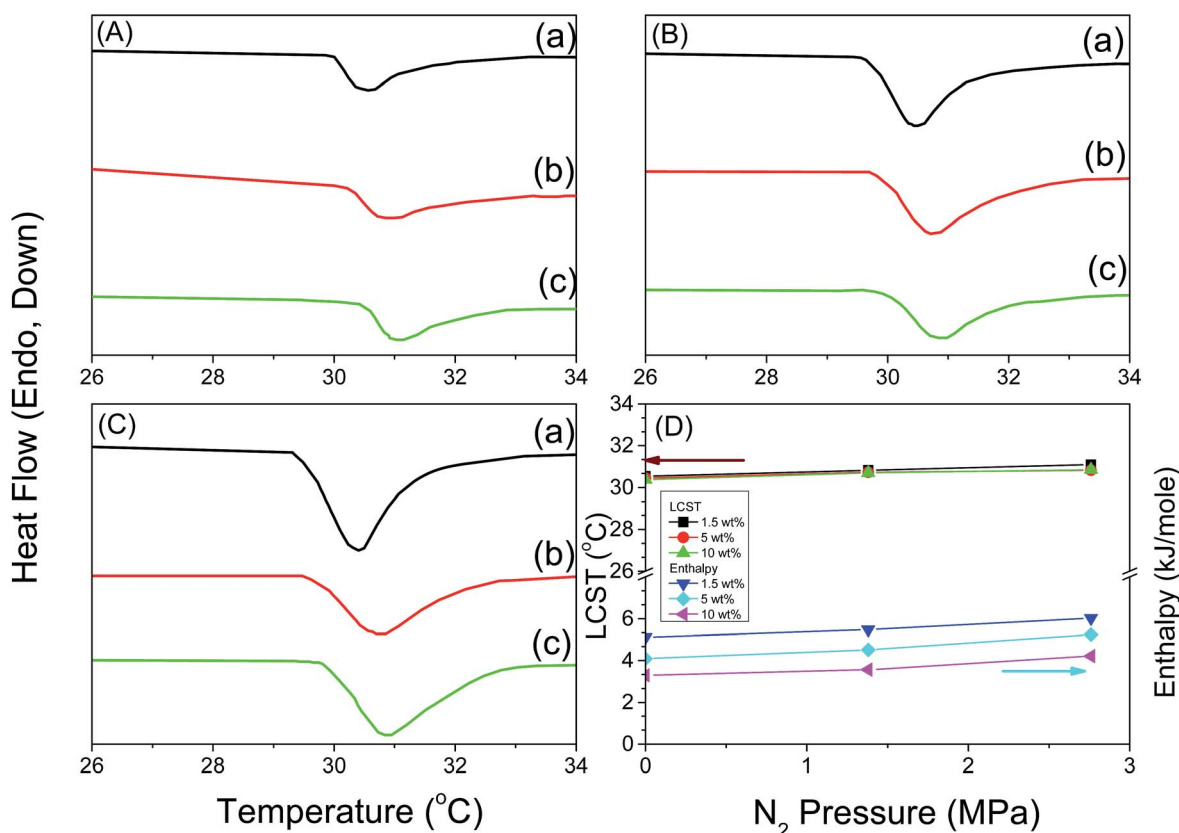 Heat Flow (Endo, Down)
(A)
(a)
(b)
(c)
26 28 30 32 34
(B)
(a)
(b)
(c)
26 28 30 32 34
(C)
(a)
(b)
(c)
26 28 30 32 34
Temperature (°C)
(D)
34
32
30
28
26
6
4
2
0
LCST (°C)
LCST
1.5 wt%
5 wt%
10 wt%
Enthalpy
1.5 wt%
5 wt%
10 wt%
0 1 2 3
N₂ Pressure (MPa)
Enthalpy (kJ/mole)